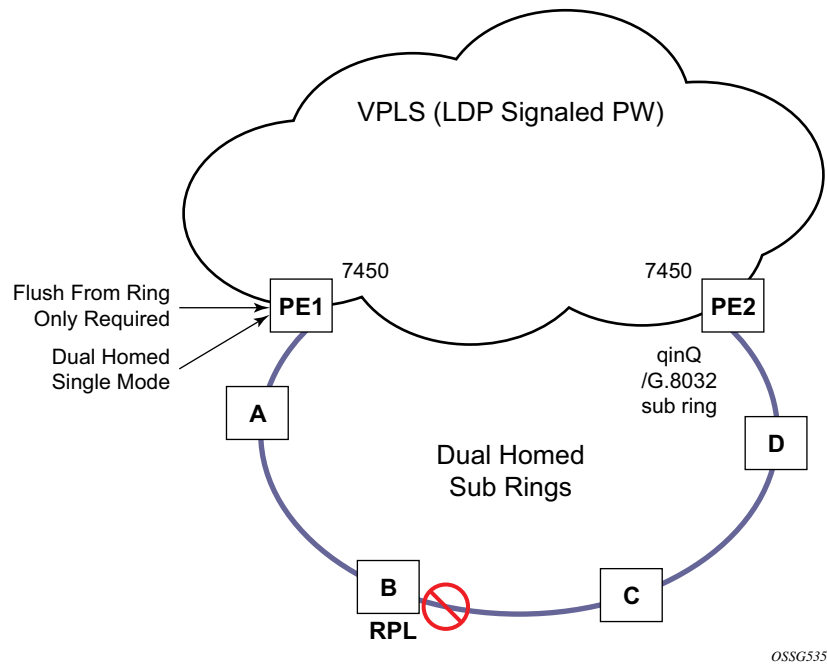 VPLS (LDP Signaled PW)
7450
7450
Flush From Ring
Only Required
PE1
PE2
Dual Homed
Single Mode
qinQ
/G.8032
sub ring
A
D
Dual Homed
Sub Rings
B
C
RPL
OSSG535